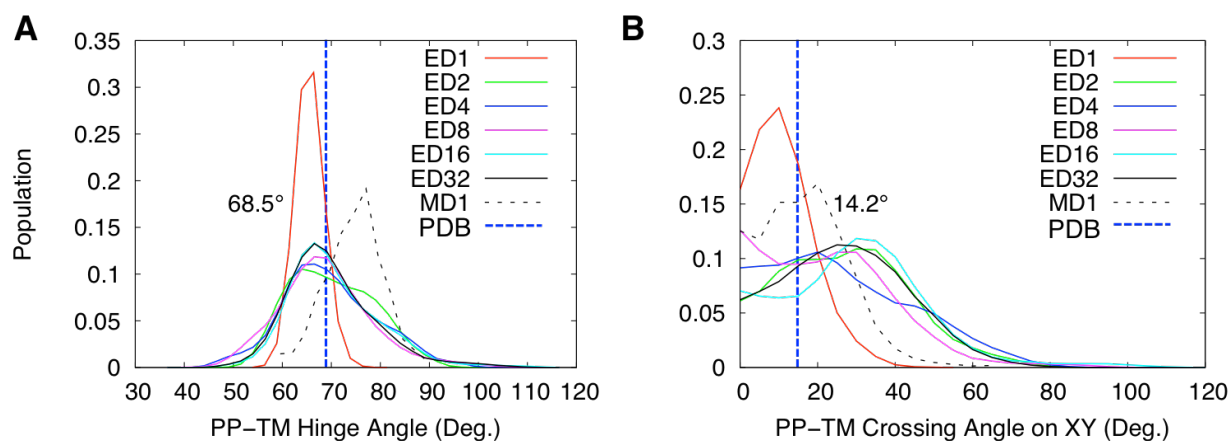 A
0.35
0.3
0.25
0.2
0.15
0.1
0.05
0
Population
30 40 50 60 70 80 90 100 110 120
PP−TM Hinge Angle (Deg.)
68.5°
ED1
ED2
ED4
ED8
ED16
ED32
MD1
PDB
B
0.3
0.25
0.2
0.15
0.1
0.05
0
0 20 40 60 80 100 120
PP−TM Crossing Angle on XY (Deg.)
14.2°
ED1
ED2
ED4
ED8
ED16
ED32
MD1
PDB